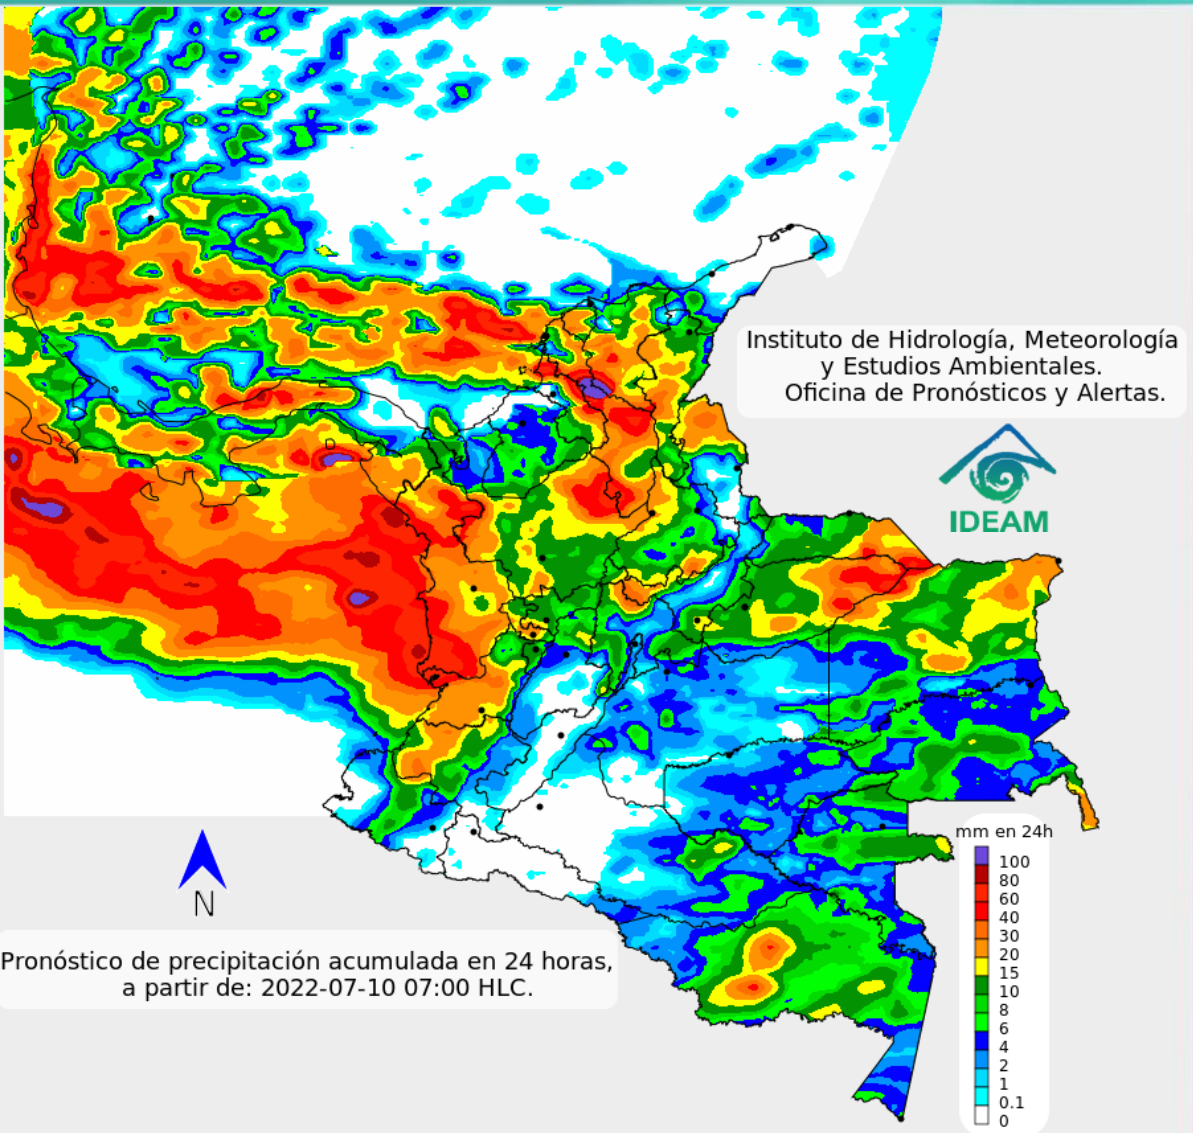 Instituto de Hidrología, Meteorología
y Estudios Ambientales.
Oficina de Pronósticos y Alertas.
IDEAM
mm en 24h
100
80
60
40
30
20
15
10
8
6
4
2
1
0.1
0
N
Pronóstico de precipitación acumulada en 24 horas,
a partir de: 2022-07-10 07:00 HLC.